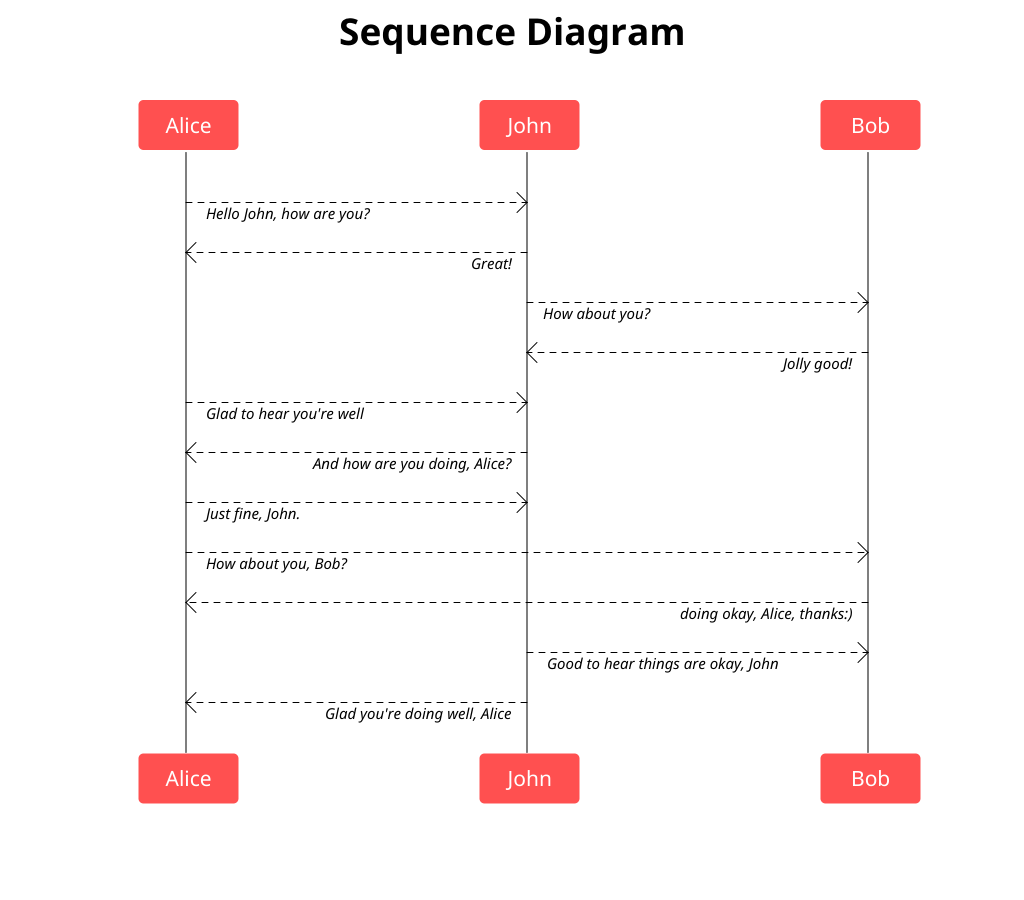 Sequence Diagram
Alice
John
Bob
Hello John, how are you?
Great!
How about you?
Jolly good!
Glad to hear you're well
And how are you doing, Alice?
Just fine, John.
How about you, Bob?
doing okay, Alice, thanks:)
Good to hear things are okay, John
Glad you're doing well, Alice
Alice
John
Bob